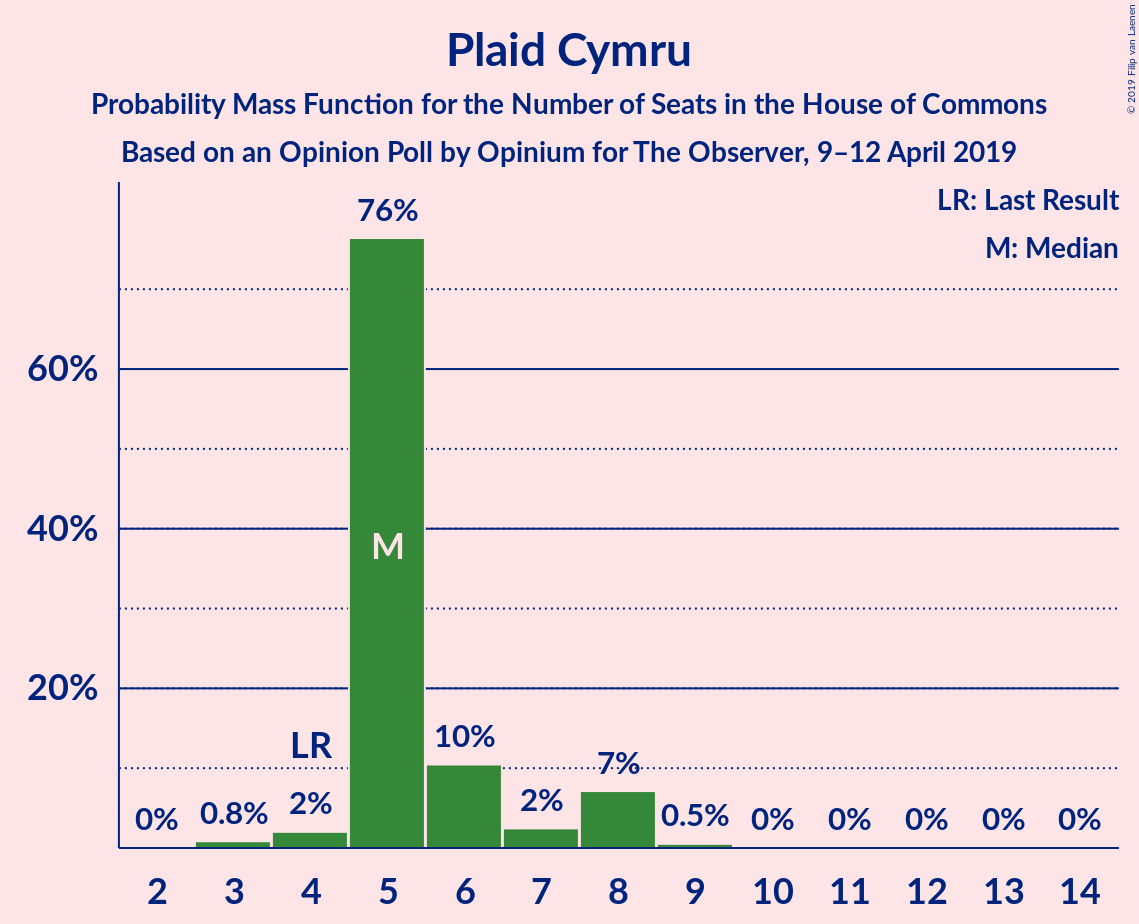 Plaid Cymru
Probability Mass Function for the Number of Seats in the House of Commons
Based on an Opinion Poll by Opinium for The Observer, 9–12 April 2019
© 2019 Filip van Laenen
LR: Last Result
M: Median
76%
60%
40%
M
20%
LR
10%
7%
0%
0.8%
2%
2%
0.5%
0%
0%
0%
0%
0%
2 3 4 5 6 7 8 9 10 11 12 13 14